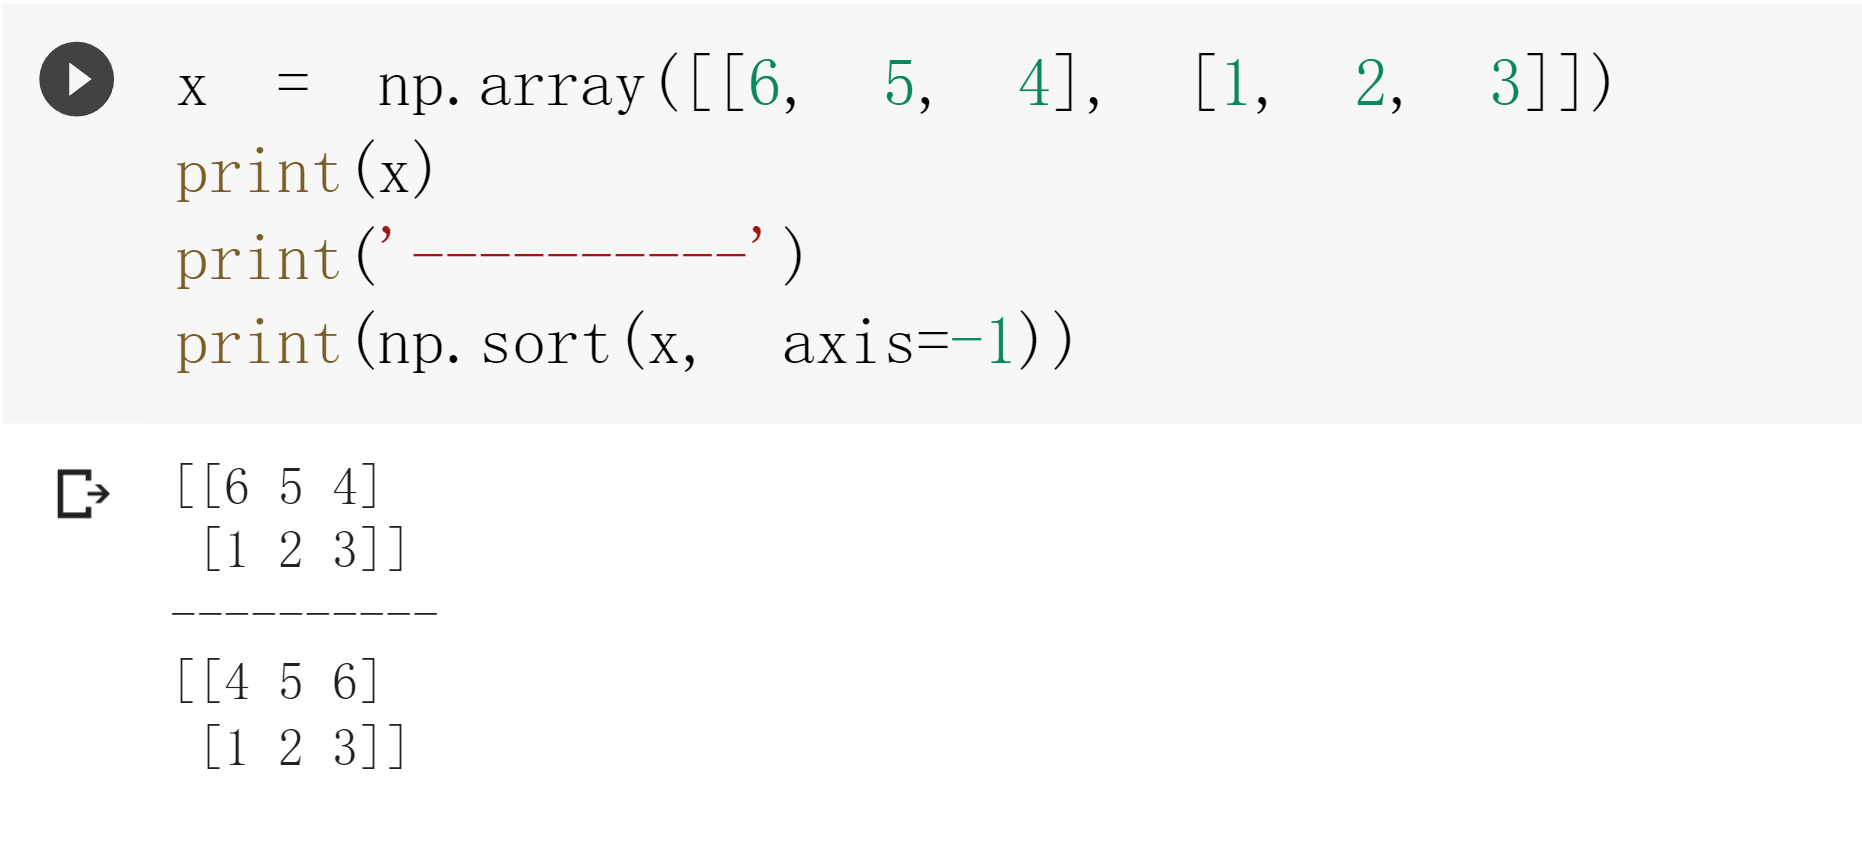 x = np.array([[6, 5, 4], [1, 2, 3]])
print(x)
print('----------')
print(np.sort(x, axis=-1))
[[6 5 4]
 [1 2 3]]
----------
[[4 5 6]
 [1 2 3]]